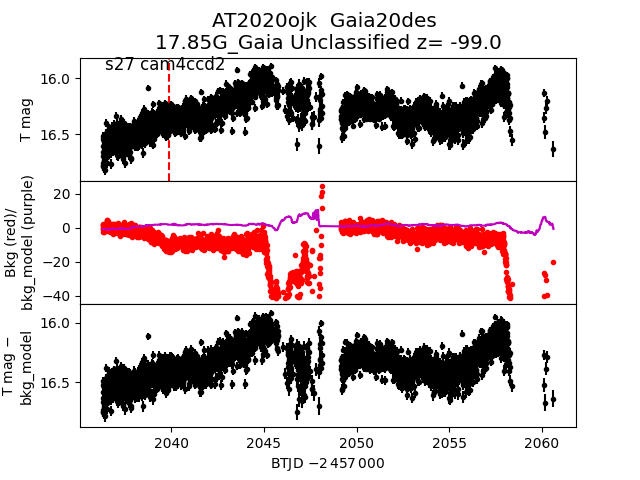 AT2020ojk  Gaia20des
17.85G_Gaia Unclassified z= -99.0
s27 cam4ccd2
16.0
16.5
T mag
20
0
−20
−40
Bkg (red)/
bkg_model (purple)
16.0
16.5
T mag −
bkg_model
2040
2045
2050
2055
2060
BTJD −2 457 000